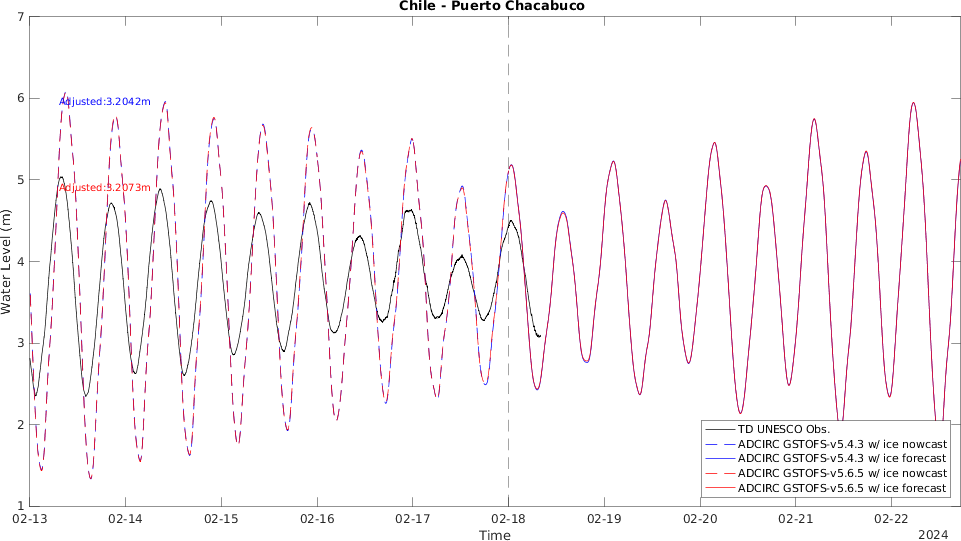 Chile - Puerto Chacabuco
7
6
5
4
3
2
1
Water Level (m)
Adjusted:3.2042m
Adjusted:3.2073m
TD UNESCO Obs.
ADCIRC GSTOFS-v5.4.3 w/ ice nowcast
ADCIRC GSTOFS-v5.4.3 w/ ice forecast
ADCIRC GSTOFS-v5.6.5 w/ ice nowcast
ADCIRC GSTOFS-v5.6.5 w/ ice forecast
02-13 02-14 02-15 02-16 02-17 02-18 02-19 02-20 02-21 02-22
Time
2024